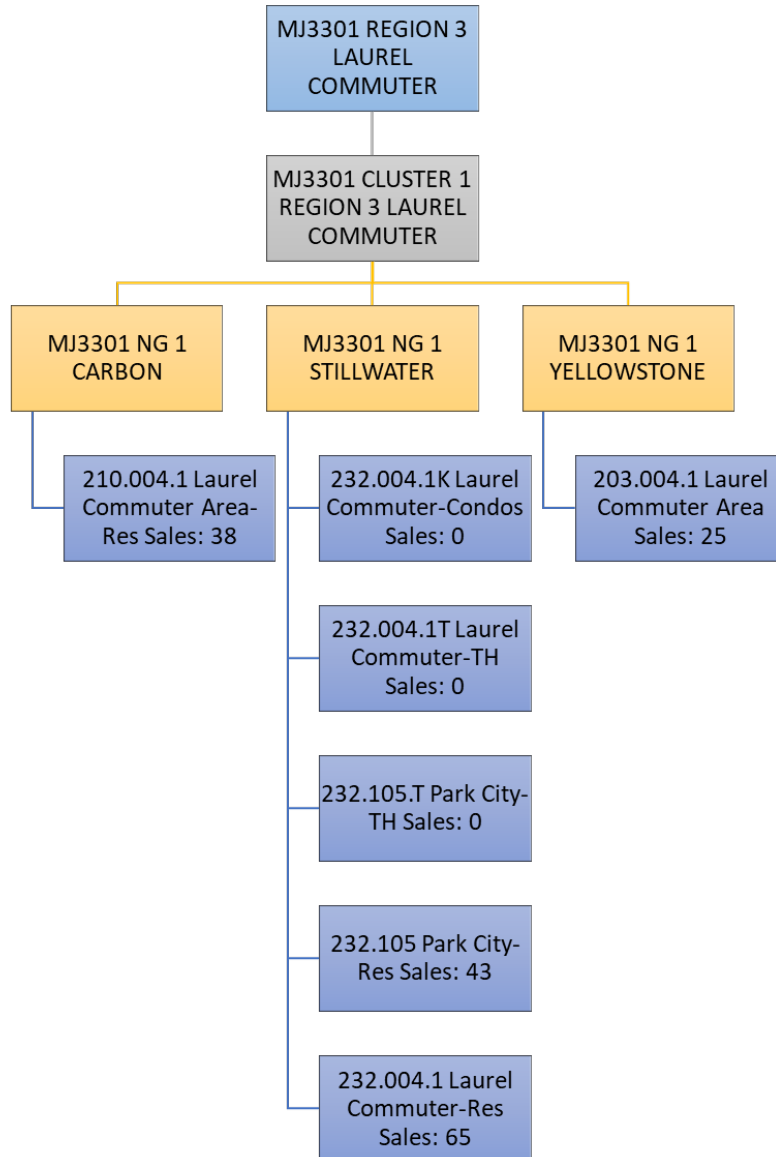 MJ3301 REGION 3
LAUREL
COMMUTER
MJ3301 CLUSTER 1
REGION 3 LAUREL
COMMUTER
MJ3301 NG 1
CARBON
MJ3301 NG 1
STILLWATER
MJ3301 NG 1
YELLOWSTONE
210.004.1 Laurel
Commuter Area-
Res Sales: 38
232.004.1K Laurel
Commuter-Condos
Sales: 0
232.004.1T Laurel
Commuter-TH
Sales: 0
232.105.T Park City-
TH Sales: 0
232.105 Park City-
Res Sales: 43
232.004.1 Laurel
Commuter-Res
Sales: 65
203.004.1 Laurel
Commuter Area
Sales: 25